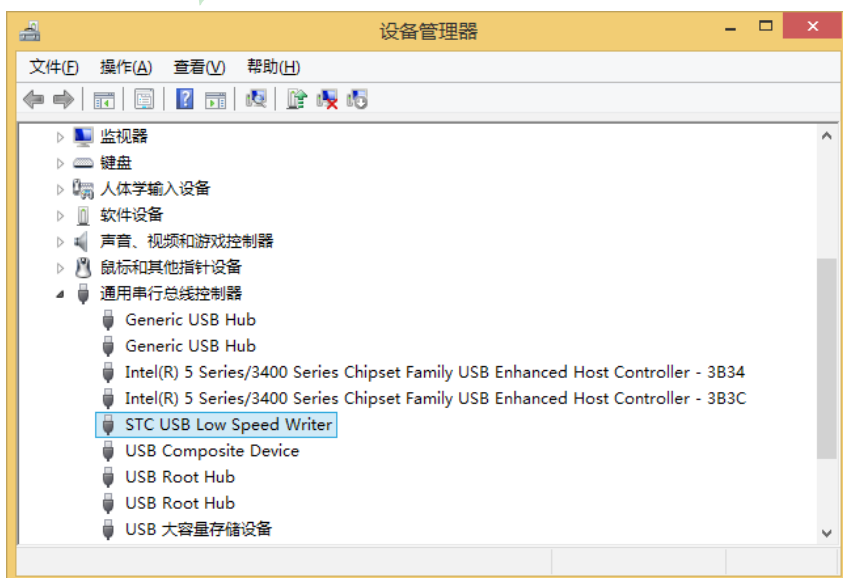 设备管理器
文件(F) 操作(A) 查看(V) 帮助(H)
监视器
键盘
人体学输入设备
软件设备
声音、视频和游戏控制器
鼠标和其他指针设备
通用串行总线控制器
Generic USB Hub
Generic USB Hub
Intel(R) 5 Series/3400 Series Chipset Family USB Enhanced Host Controller - 3B34
Intel(R) 5 Series/3400 Series Chipset Family USB Enhanced Host Controller - 3B3C
STC USB Low Speed Writer
USB Composite Device
USB Root Hub
USB Root Hub
USB 大容量存储设备